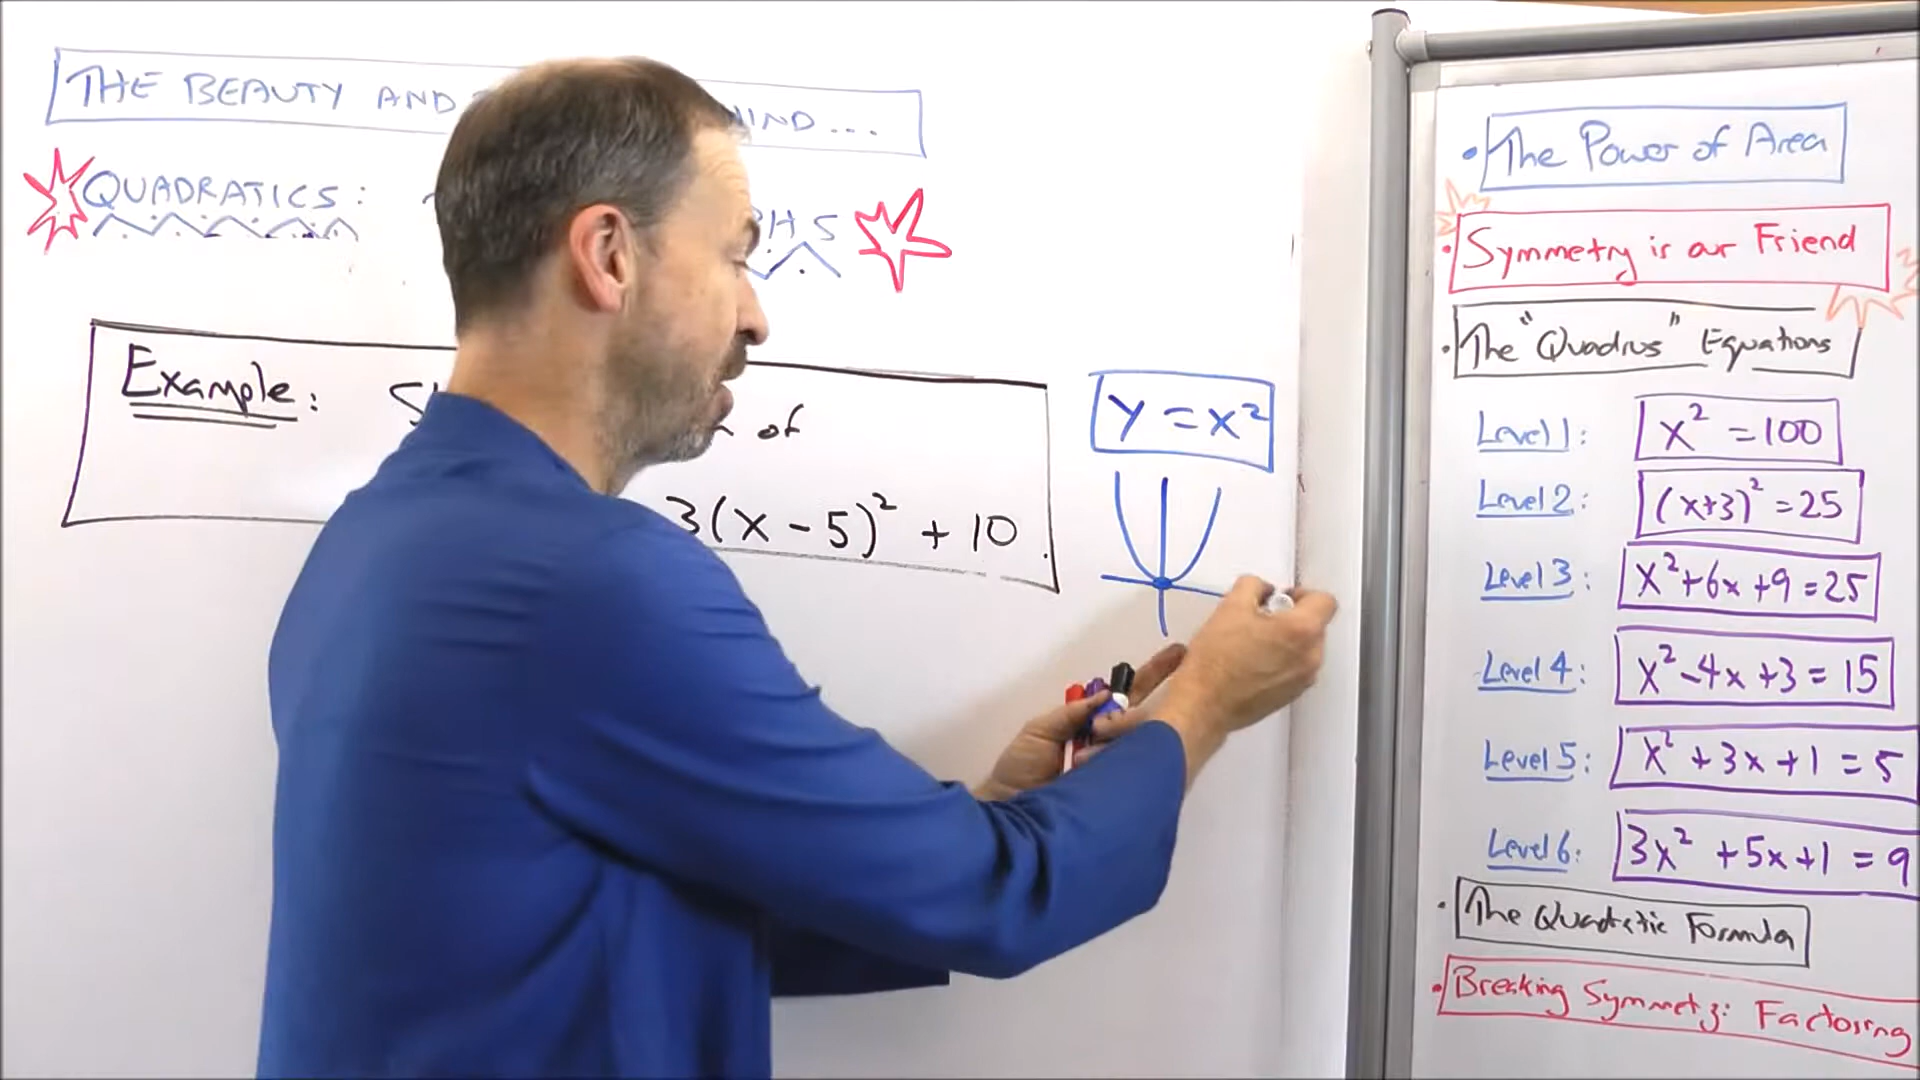 THE BEAUTY AND
QUADRATICS:
Example: of
3(x - 5)² + 10.
y = x²
• The Power of Area
• Symmetry is our Friend
• The "Quadrus" Equations
Level 1: x² = 100
Level 2: (x+3)² = 25
Level 3: x² + 6x + 9 = 25
Level 4: x² - 4x + 3 = 15
Level 5: x² + 3x + 1 = 5
Level 6: 3x² + 5x + 1 = 9
• The Quadratic Formula
• Breaking Symmetry: Factoring